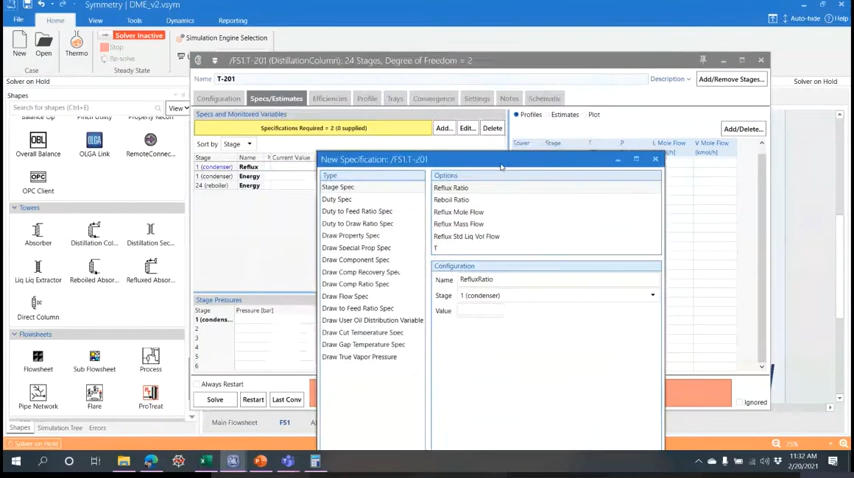 Symmetry | DME_v2.vsym
File
Home
View
Tools
Dynamics
Reporting
Auto-hide
Help
New
Open
Thermo
Solver Inactive
Stop
Re-solve
Simulation Engine Selection
Case
Steady State
/FS1.T-201 (DistillationColumn); 24 Stages, Degree of Freedom = 2
Name T-201
Description
Add/Remove Stages...
Solver on Hold
Solver on Hold
Shapes
Search for shapes (Ctrl+E)
View
Configuration
Specs/Estimates
Efficiencies
Profile
Trays
Convergence
Settings
Notes
Schematic
Specs and Monitored Variables
Specifications Required = 2 (0 supplied)
Add...
Edit...
Delete
Profiles
Estimates
Plot
Add/Delete...
Sort by Stage
Stage Name Current Value
1 (condenser) Reflux
1 (condenser) Energy
24 (reboiler) Energy
Tower Stage T P L Mole Flow V Mole Flow
[kmol/h] [kmol/h]
Overall Balance
OLGA Link
RemoteConnec...
OPC Client
Towers
Absorber
Distillation Col...
Distillation Sec...
Liq Liq Extractor
Reboiled Absor...
Refluxed Absor...
Direct Column
Flowsheets
Flowsheet
Sub Flowsheet
Process
Pipe Network
Flare
ProTreat
Shapes
Simulation Tree
Errors
New Specification: /FS1.T-201
Type
Stage Spec
Duty Spec
Duty to Feed Ratio Spec
Duty to Draw Ratio Spec
Draw Property Spec
Draw Special Prop Spec
Draw Component Spec
Draw Comp Recovery Spec
Draw Comp Ratio Spec
Draw Flow Spec
Draw to Feed Ratio Spec
Draw User Oil Distribution Variable
Draw Cut Temperature Spec
Draw Gap Temperature Spec
Draw True Vapor Pressure
Options
Reflux Ratio
Reboil Ratio
Reflux Mole Flow
Reflux Mass Flow
Reflux Std Liq Vol Flow
T
Configuration
Name RefluxRatio
Stage 1 (condenser)
Value
Stage Pressures
Stage Pressure [bar]
1 (condens...
2
3
4
5
6
Always Restart
Solve
Restart
Last Conv
Ignored
Main Flowsheet
FS1
Solver on Hold
75%
11:32 AM
2/20/2021